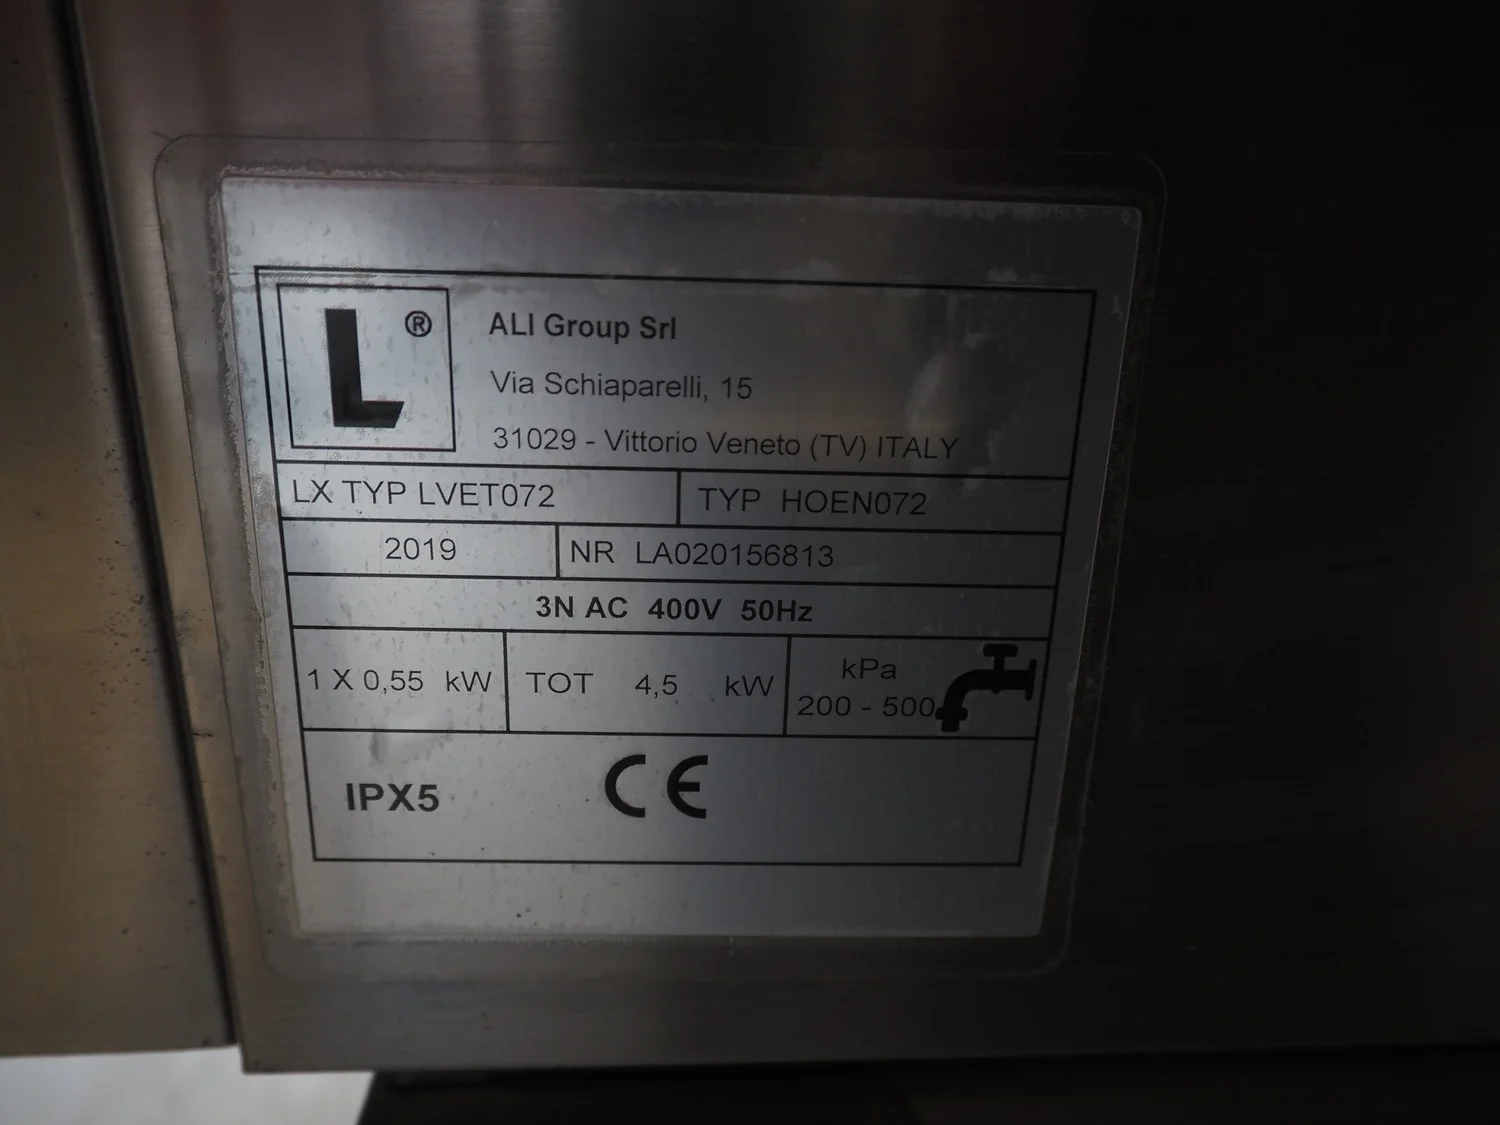 L®
ALI Group Srl
Via Schiaparelli, 15
31029 - Vittorio Veneto (TV) ITALY
LX TYP LVET072
TYP HOEN072
2019
NR LA020156813
3N AC 400V 50Hz
1 X 0,55 kW
TOT 4,5 kW
kPa
200 - 500
IPX5
CE